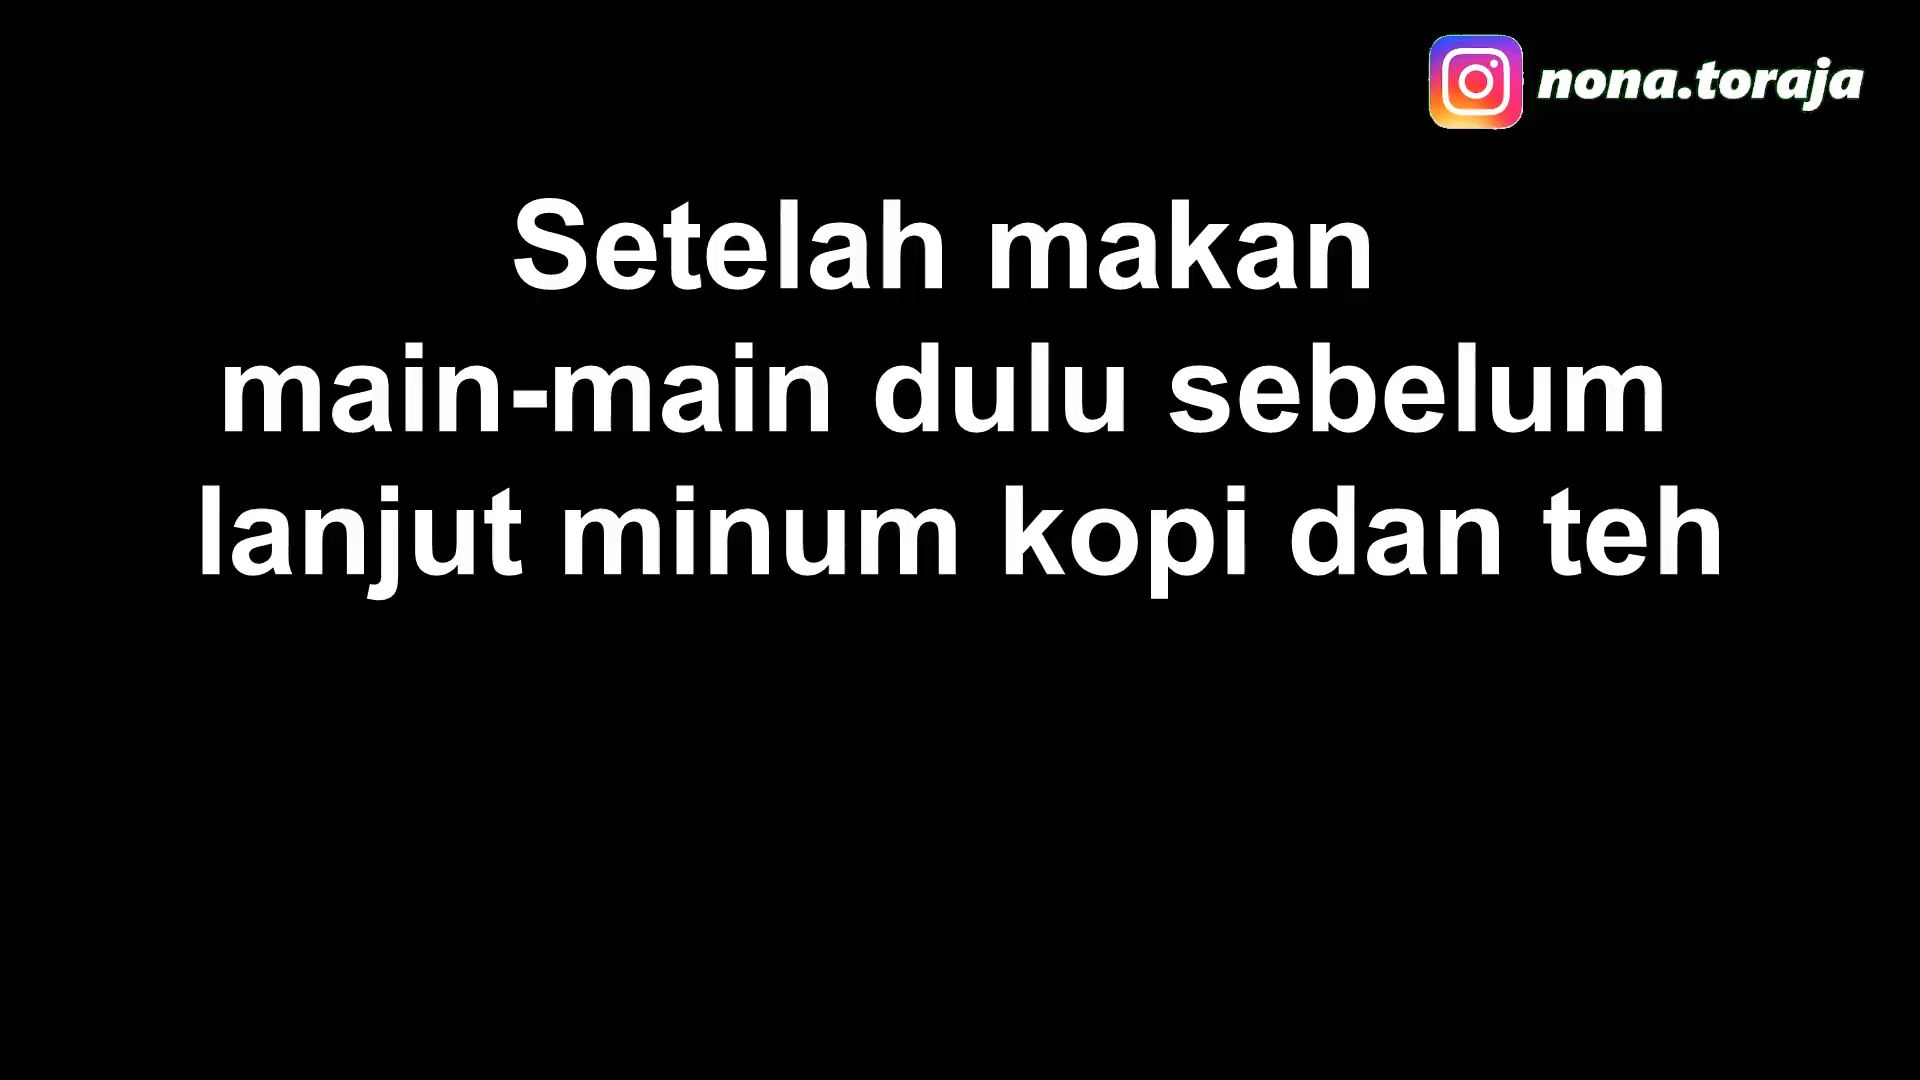 nona.toraja
Setelah makan
main-main dulu sebelum
lanjut minum kopi dan teh